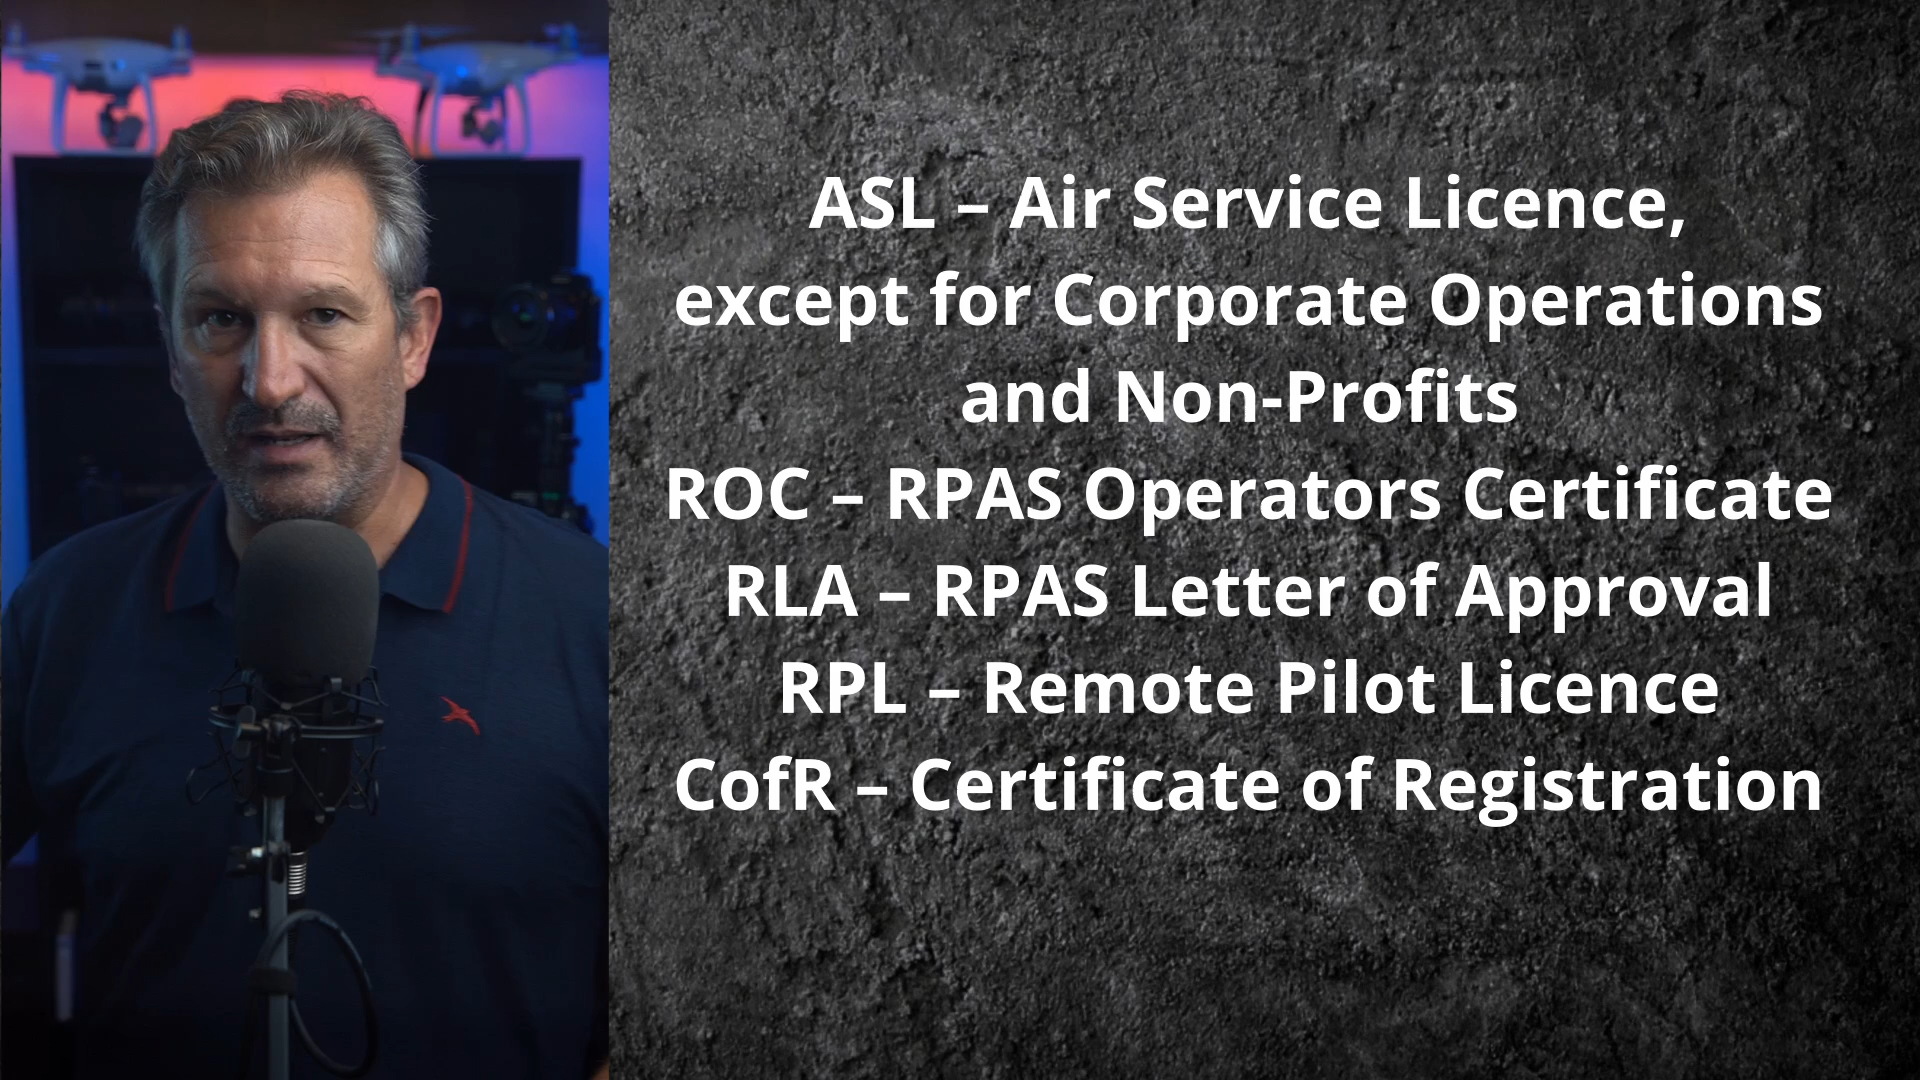 ASL – Air Service Licence,
except for Corporate Operations
and Non-Profits
ROC – RPAS Operators Certificate
RLA – RPAS Letter of Approval
RPL – Remote Pilot Licence
CofR – Certificate of Registration